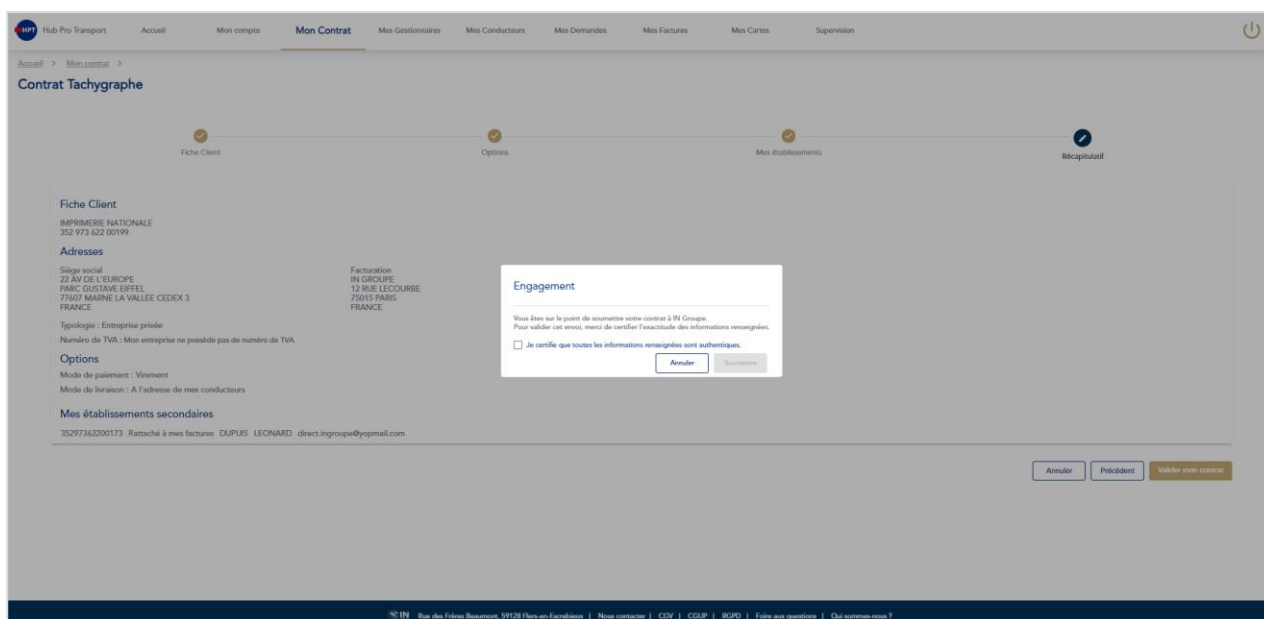 HPT Hub Pro Transport Accueil Mon compte Mon Contrat Mes Gestionnaires Mes Conducteurs Mes Demandes Mes Factures Mes Cartes Supervision
Accueil > Mon contrat >
Contrat Tachygraphe
Fiche Client Options Mes établissements Récapitulatif
Fiche Client
IMPRIMERIE NATIONALE
352 973 622 00199
Adresses
Siège social
22 AV DE L'EUROPE
PARC GUSTAVE EIFFEL
77607 MARNE LA VALLEE CEDEX 3
FRANCE
Facturation
IN GROUPE
12 RUE LECOURBE
75015 PARIS
FRANCE
Typologie : Entreprise privée
Numéro de TVA : Mon entreprise ne possède pas de numéro de TVA
Options
Mode de paiement : Virement
Mode de livraison : A l'adresse de mes conducteurs
Mes établissements secondaires
35297362200173 Rattaché à mes factures DUPUIS LEONARD direct.ingroupe@yopmail.com
Engagement
Vous êtes sur le point de soumettre votre contrat à IN Groupe.
Pour valider cet envoi, merci de certifier l'exactitude des informations renseignées.
Je certifie que toutes les informations renseignées sont authentiques.
Annuler Soumettre
Annuler Précédent Valider mon contrat
IN Rue des Frères Beaumont, 59128 Flers-en-Escrebieux | Nous contacter | CGV | CGUP | RGPD | Foire aux questions | Qui sommes-nous ?